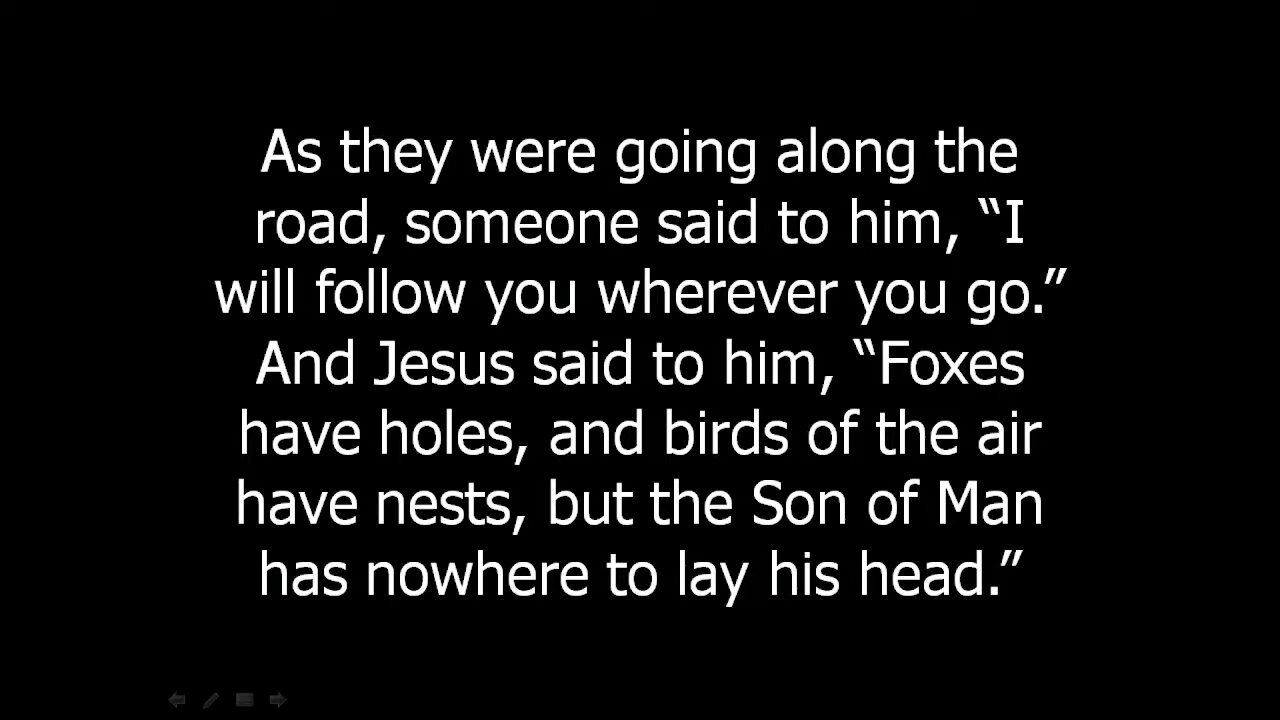 As they were going along the
road, someone said to him, “I
will follow you wherever you go.”
And Jesus said to him, “Foxes
have holes, and birds of the air
have nests, but the Son of Man
has nowhere to lay his head.”